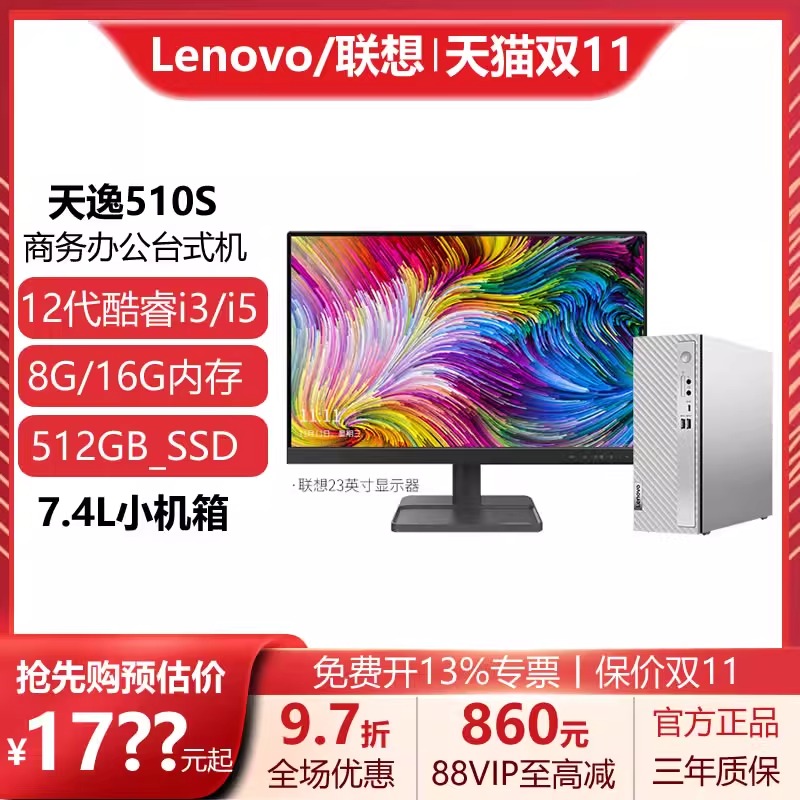 Lenovo/联想|天猫双11
天逸510S
商务办公台式机
12代酷睿i3/i5
8G/16G内存
512GB_SSD
7.4L小机箱
11:11
·联想23英寸显示器
Lenovo
抢先购预估价
¥17??元起
免费开13%专票|保价双11
9.7折
全场优惠
860元
88VIP至高减
官方正品
三年质保